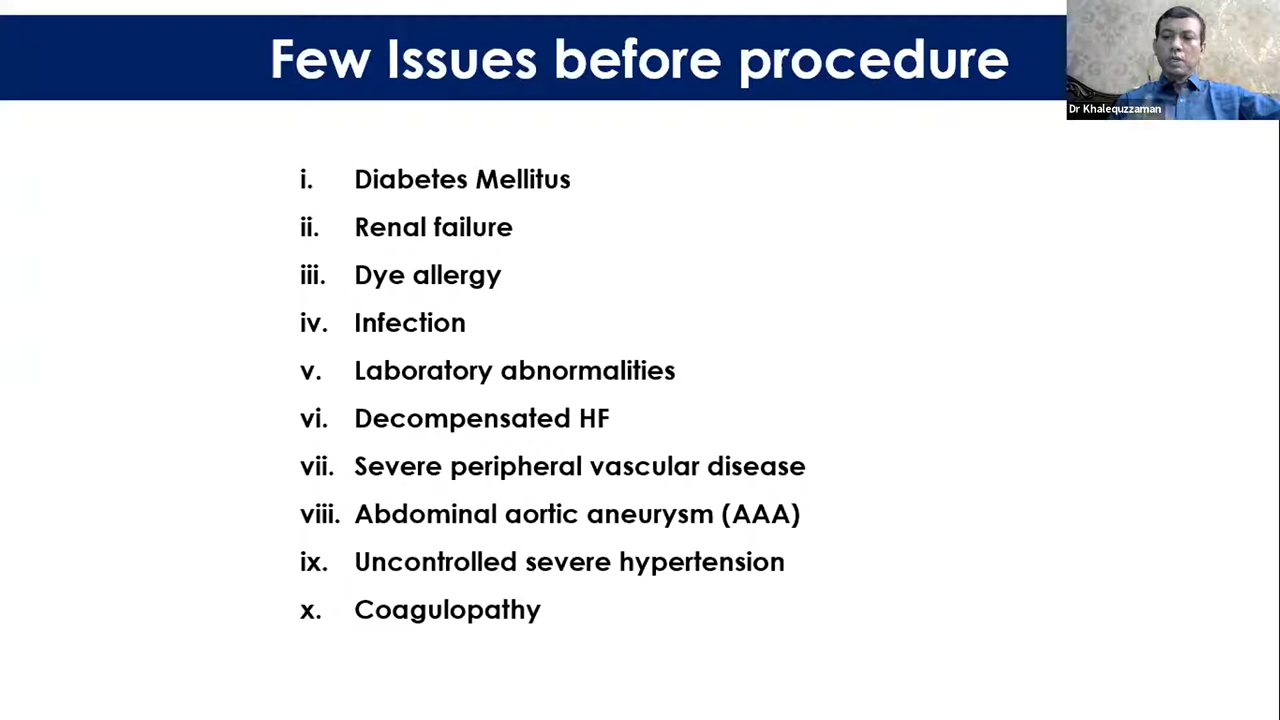 Few Issues before procedure
Dr Khalequzzaman
i. Diabetes Mellitus
ii. Renal failure
iii. Dye allergy
iv. Infection
v. Laboratory abnormalities
vi. Decompensated HF
vii. Severe peripheral vascular disease
viii. Abdominal aortic aneurysm (AAA)
ix. Uncontrolled severe hypertension
x. Coagulopathy